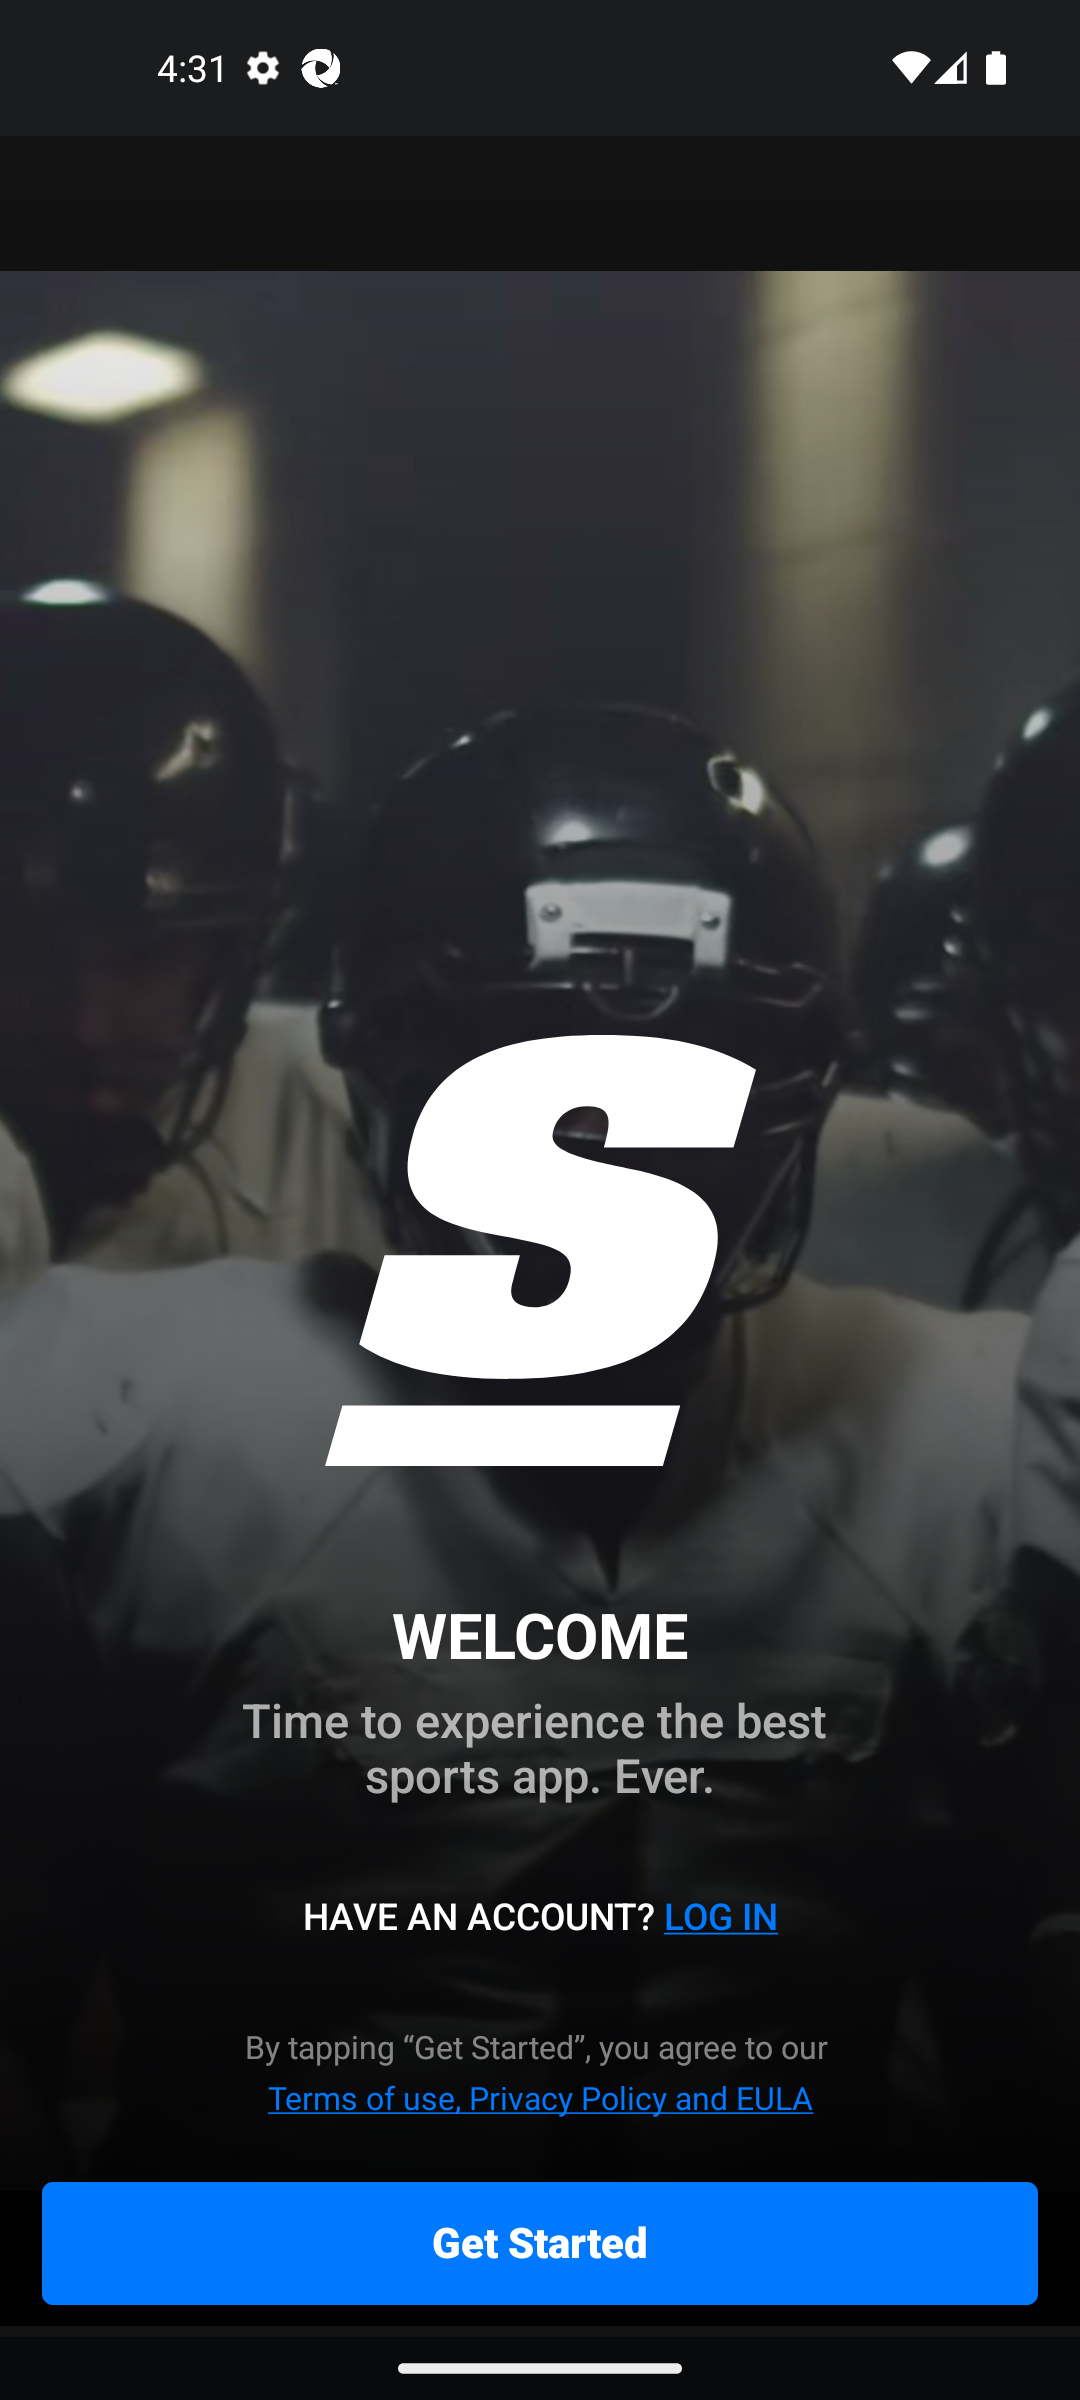 4:31
S
WELCOME
Time to experience the best
sports app. Ever.
HAVE AN ACCOUNT? LOG IN
By tapping “Get Started”, you agree to our
Terms of use, Privacy Policy and EULA
Get Started